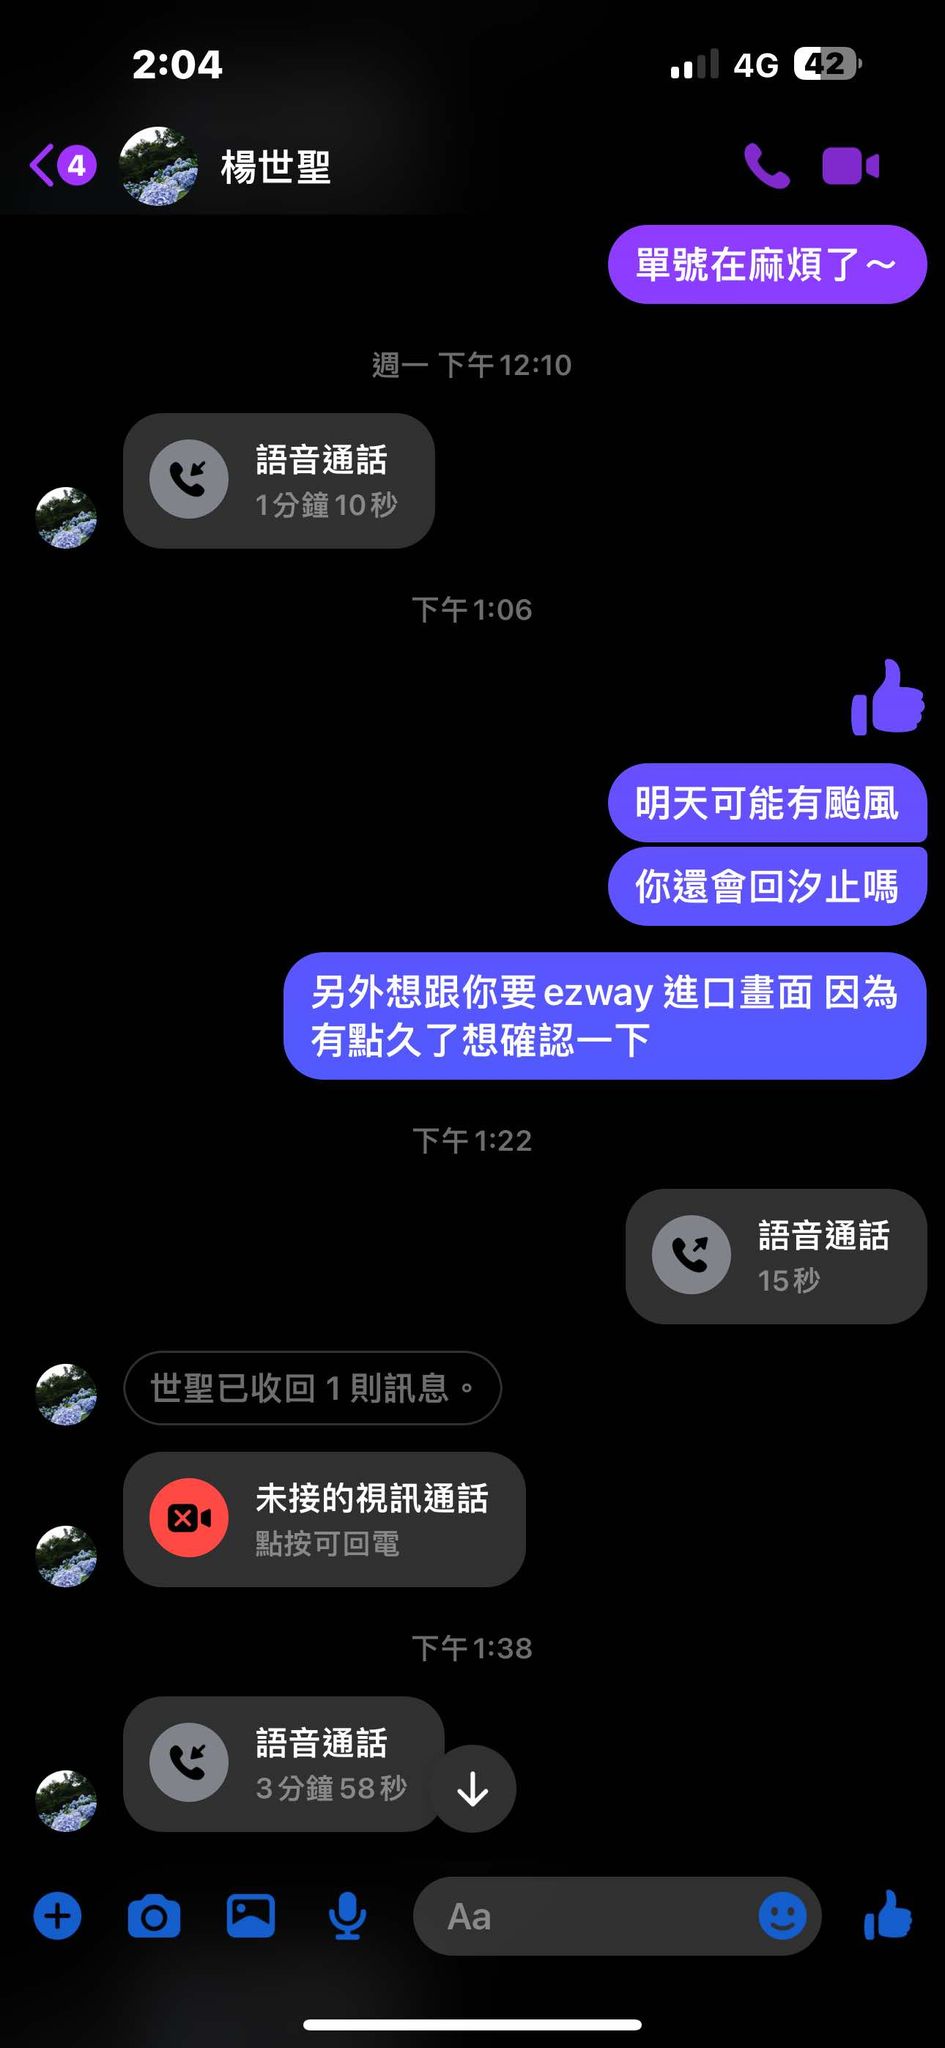 2:04
4G 42
4 楊世聖
單號在麻煩了～
週一 下午12:10
語音通話
1分鐘10秒
下午1:06
明天可能有颱風
你還會回汐止嗎
另外想跟你要ezway進口畫面 因為
有點久了想確認一下
下午1:22
語音通話
15秒
世聖已收回 1 則訊息。
未接的視訊通話
點按可回電
下午1:38
語音通話
3分鐘58秒
Aa